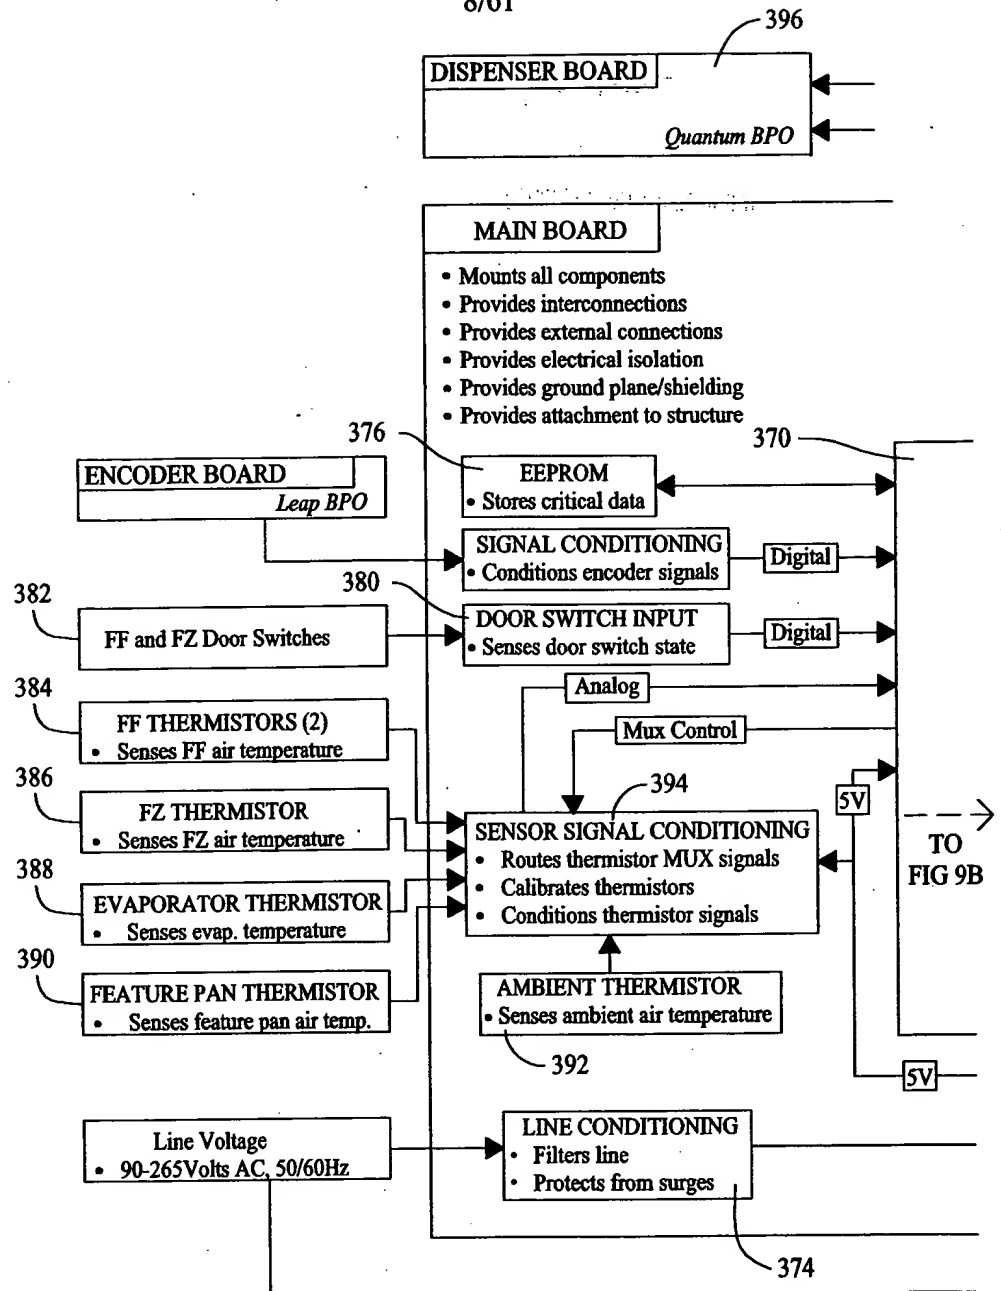 8/61
396
DISPENSER BOARD
Quantum BPO
MAIN BOARD
• Mounts all components
• Provides interconnections
• Provides external connections
• Provides electrical isolation
• Provides ground plane/shielding
• Provides attachment to structure
376
370
ENCODER BOARD
Leap BPO
EEPROM
• Stores critical data
SIGNAL CONDITIONING
• Conditions encoder signals
Digital
380
382
FF and FZ Door Switches
DOOR SWITCH INPUT
• Senses door switch state
Digital
Analog
384
FF THERMISTORS (2)
• Senses FF air temperature
Mux Control
386
FZ THERMISTOR
• Senses FZ air temperature
394
5V
SENSOR SIGNAL CONDITIONING
• Routes thermistor MUX signals
• Calibrates thermistors
• Conditions thermistor signals
TO
FIG 9B
388
EVAPORATOR THERMISTOR
• Senses evap. temperature
390
FEATURE PAN THERMISTOR
• Senses feature pan air temp.
AMBIENT THERMISTOR
• Senses ambient air temperature
392
5V
Line Voltage
• 90-265Volts AC, 50/60Hz
LINE CONDITIONING
• Filters line
• Protects from surges
374